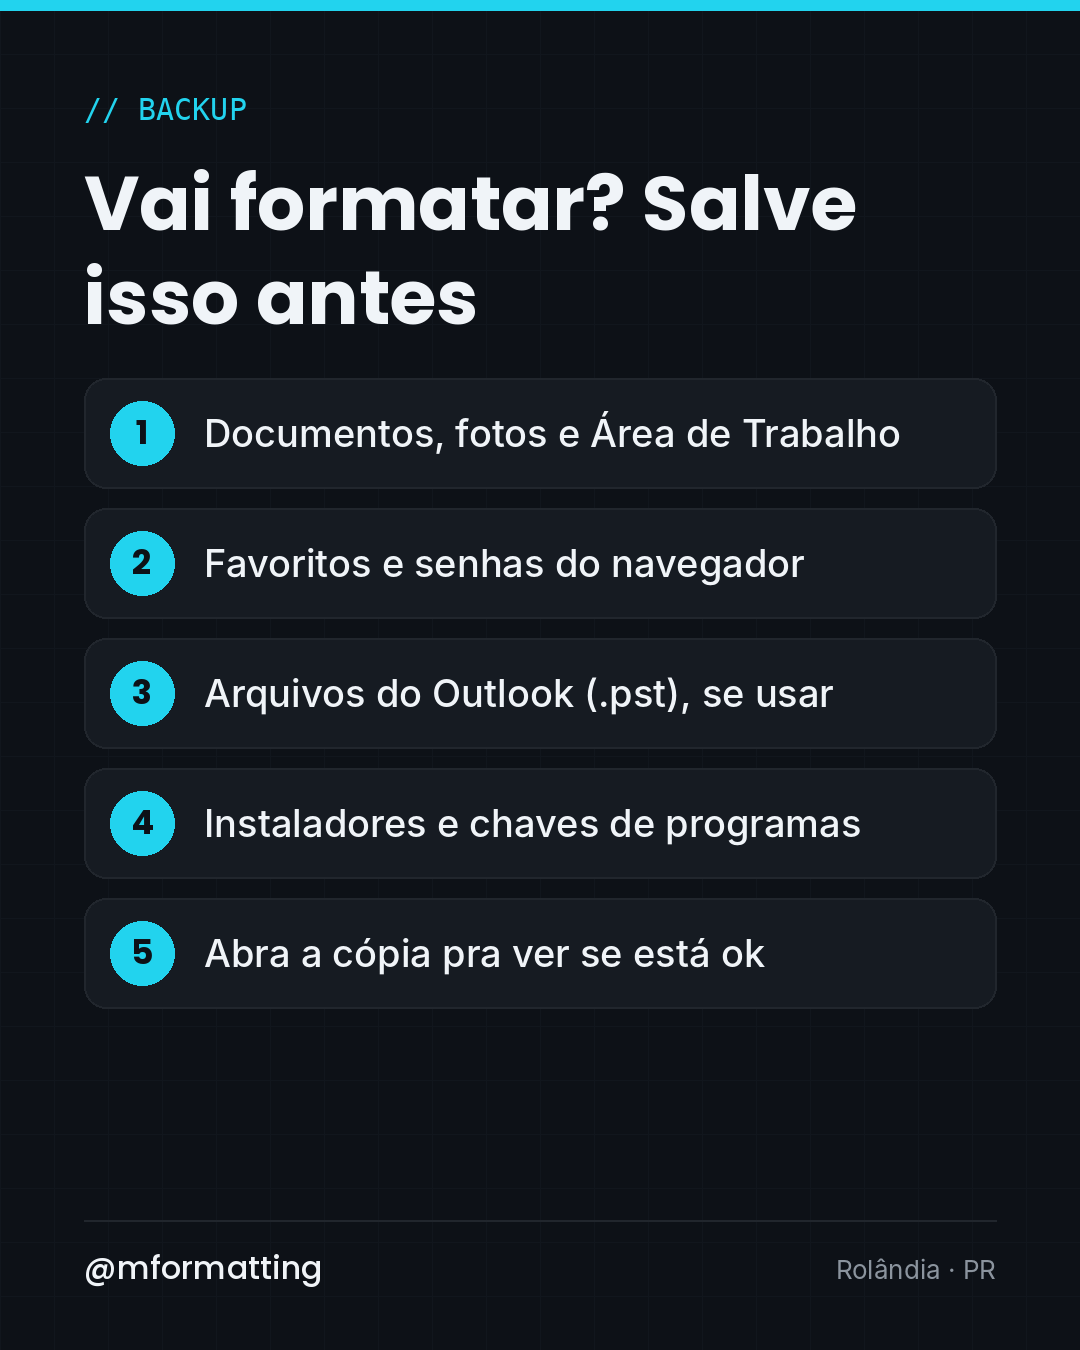 // BACKUP
Vai formatar? Salve
isso antes
1 Documentos, fotos e Área de Trabalho
2 Favoritos e senhas do navegador
3 Arquivos do Outlook (.pst), se usar
4 Instaladores e chaves de programas
5 Abra a cópia pra ver se está ok
@mformatting
Rolândia · PR